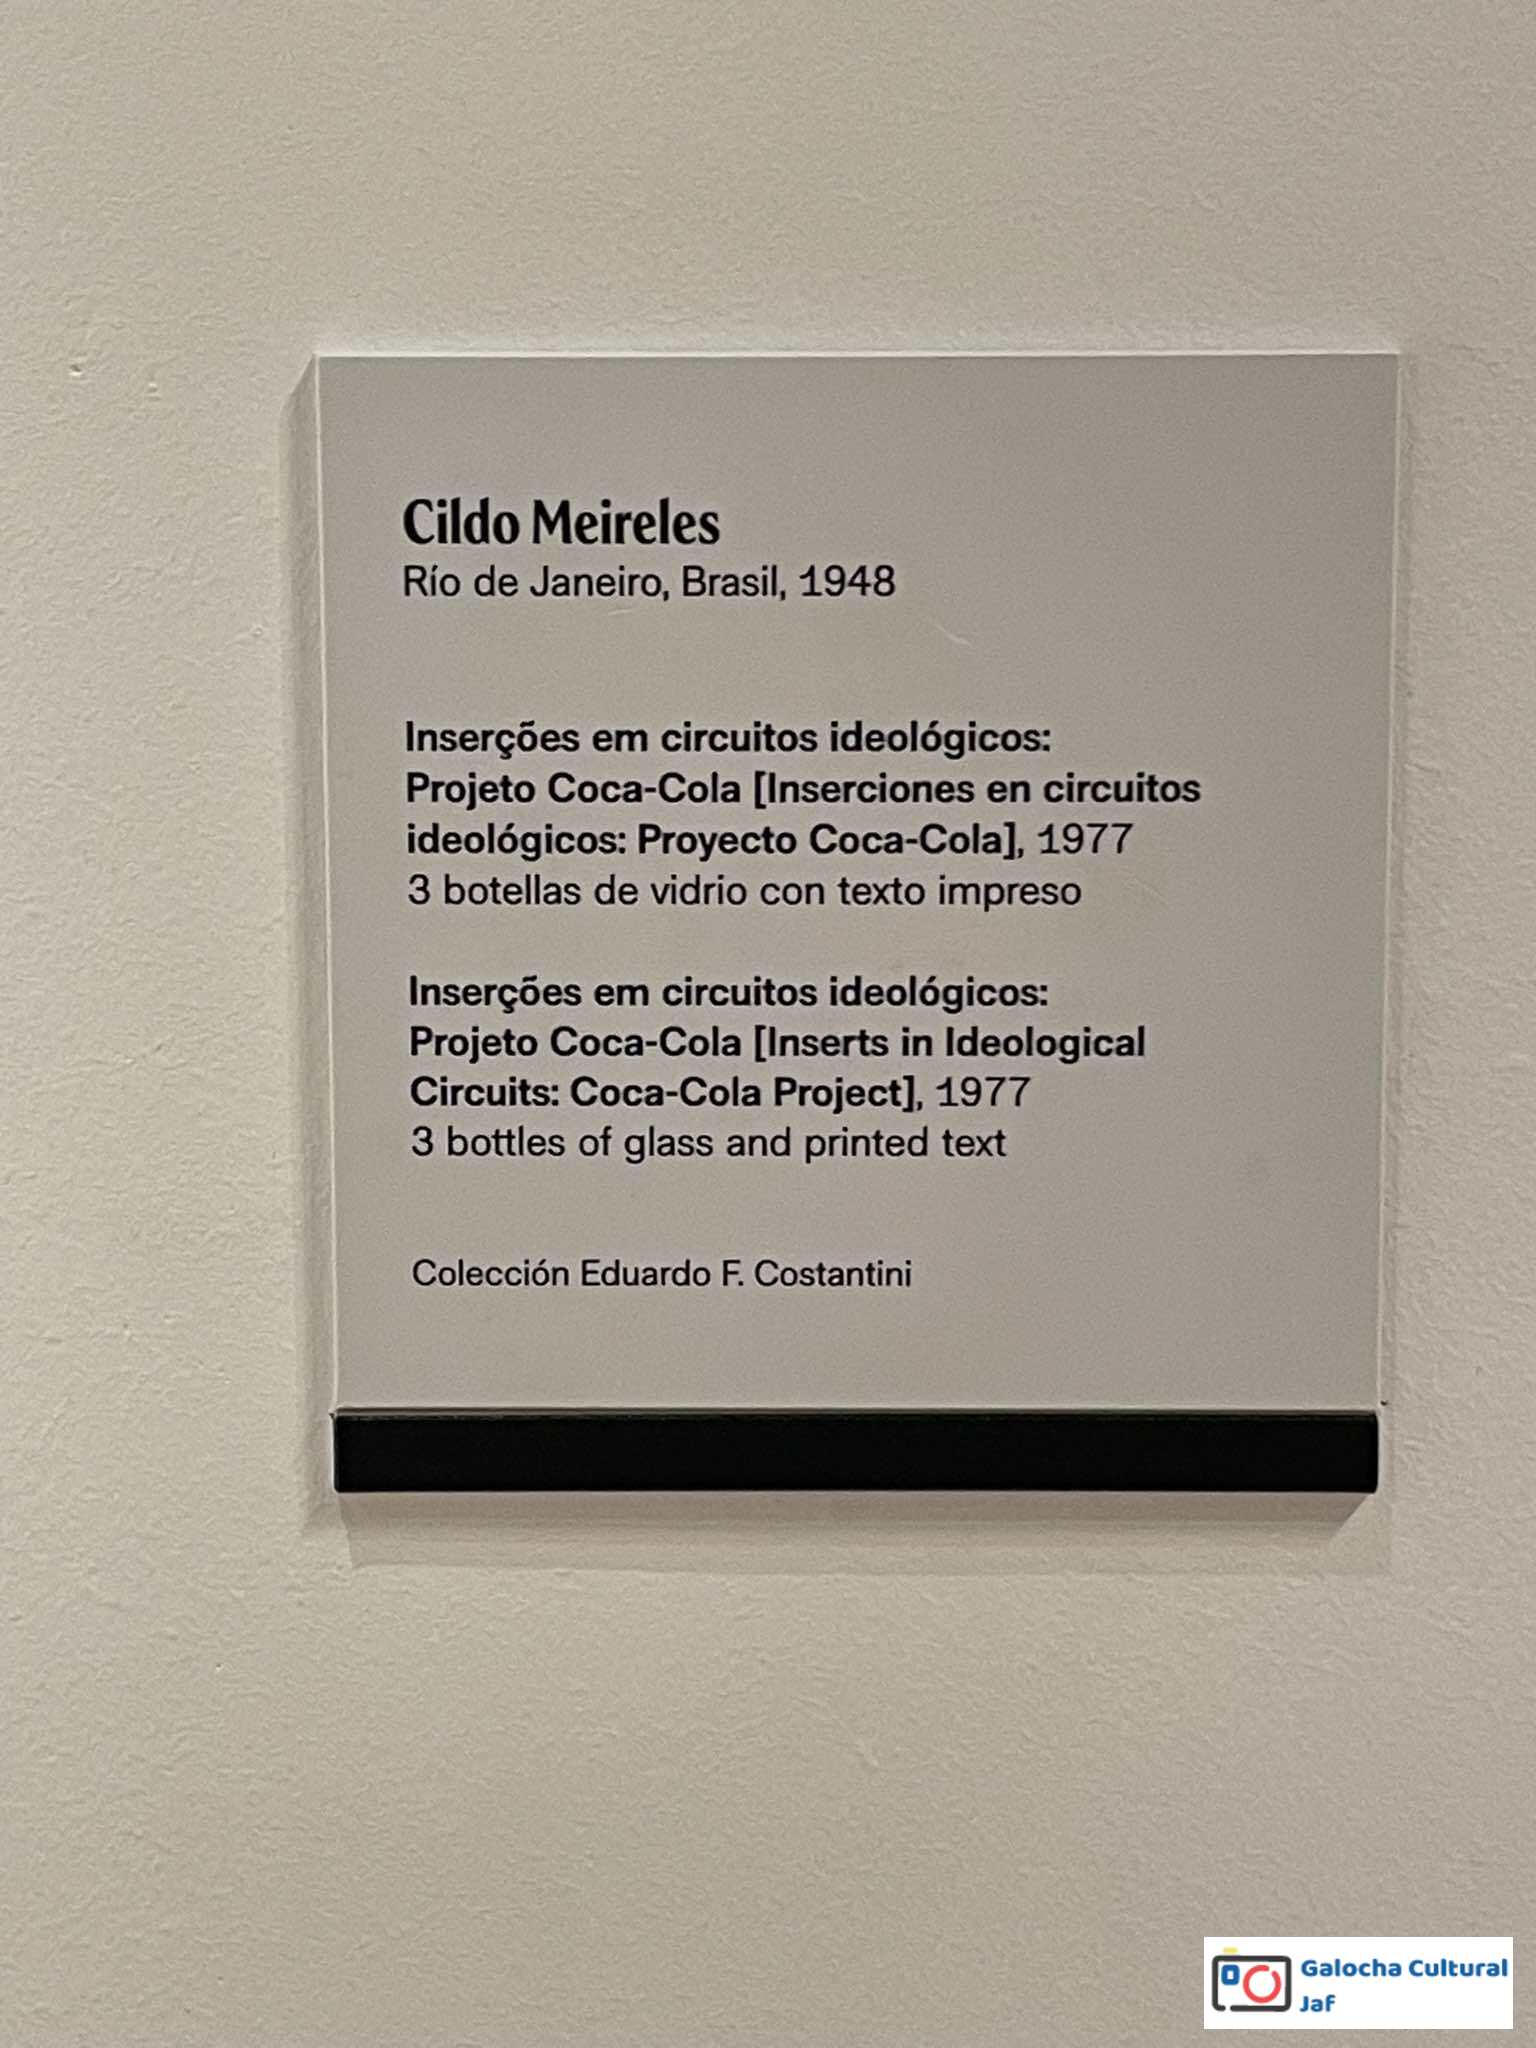 Cildo Meireles
Río de Janeiro, Brasil, 1948
Inserções em circuitos ideológicos:
Projeto Coca-Cola [Inserciones en circuitos
ideológicos: Proyecto Coca-Cola], 1977
3 botellas de vidrio con texto impreso
Inserções em circuitos ideológicos:
Projeto Coca-Cola [Inserts in Ideological
Circuits: Coca-Cola Project], 1977
3 bottles of glass and printed text
Colección Eduardo F. Costantini
Galocha Cultural
Jaf